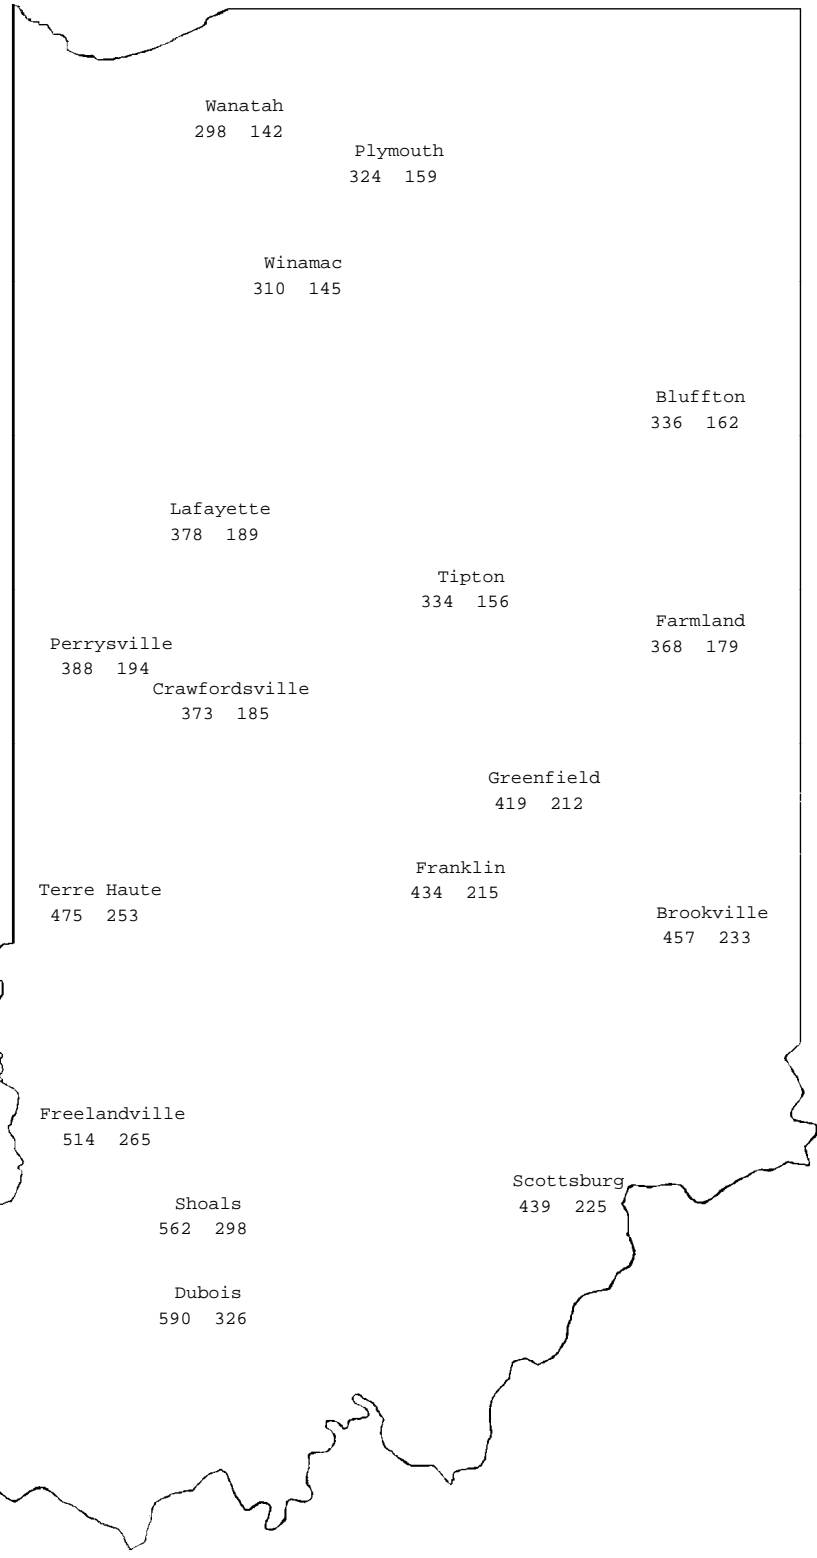 Wanatah
298 142
Plymouth
324 159
Winamac
310 145
Bluffton
336 162
Lafayette
378 189
Tipton
334 156
Farmland
368 179
Perrysville
388 194
Crawfordsville
373 185
Greenfield
419 212
Franklin
434 215
Terre Haute
475 253
Brookville
457 233
Freelandville
514 265
Scottsburg
439 225
Shoals
562 298
Dubois
590 326